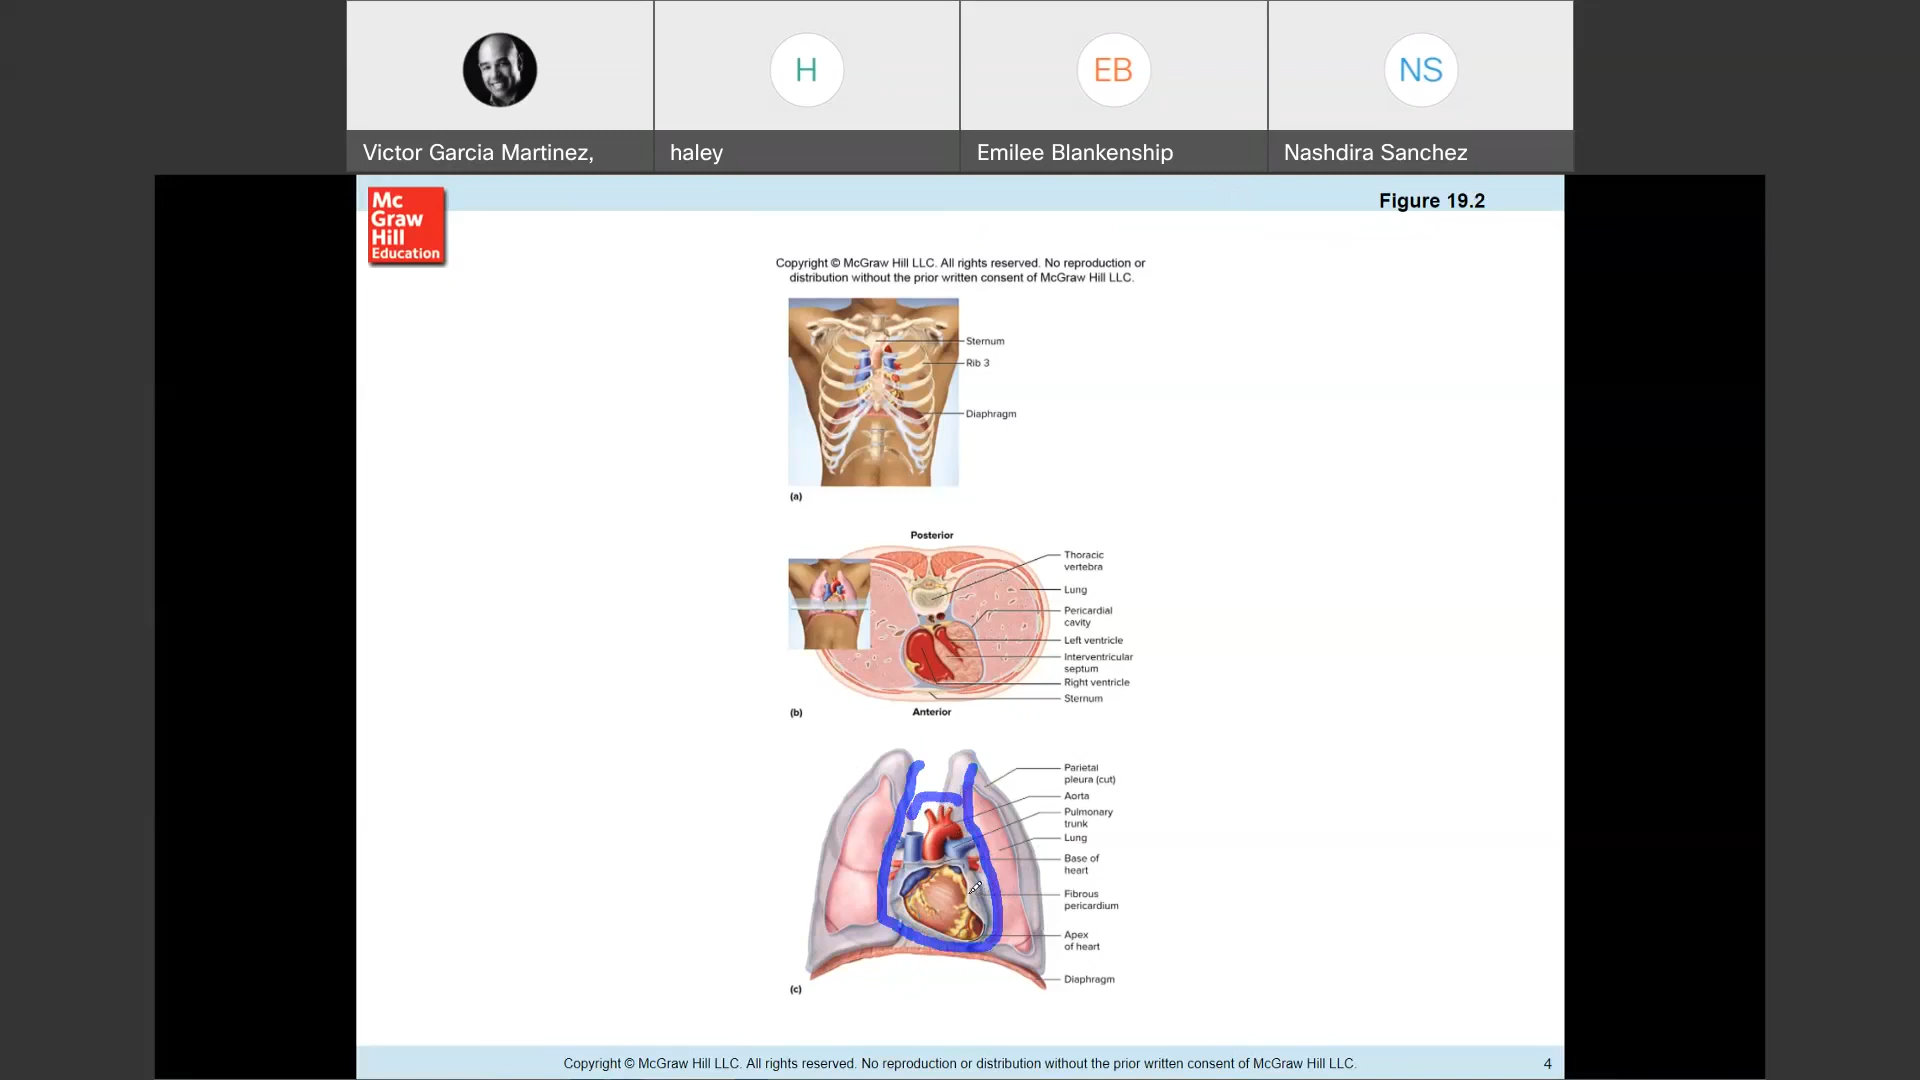 H
EB
NS
Victor Garcia Martinez,
haley
Emilee Blankenship
Nashdira Sanchez
Mc
Graw
Hill
Education
Figure 19.2
Copyright © McGraw Hill LLC. All rights reserved. No reproduction or
distribution without the prior written consent of McGraw Hill LLC.
Sternum
Rib 3
Diaphragm
(a)
Posterior
Thoracic
vertebra
Lung
Pericardial
cavity
Left ventricle
Interventricular
septum
Right ventricle
Sternum
(b)
Anterior
Parietal
pleura (cut)
Aorta
Pulmonary
trunk
Lung
Base of
heart
Fibrous
pericardium
Apex
of heart
Diaphragm
(c)
Copyright © McGraw Hill LLC. All rights reserved. No reproduction or distribution without the prior written consent of McGraw Hill LLC.
4